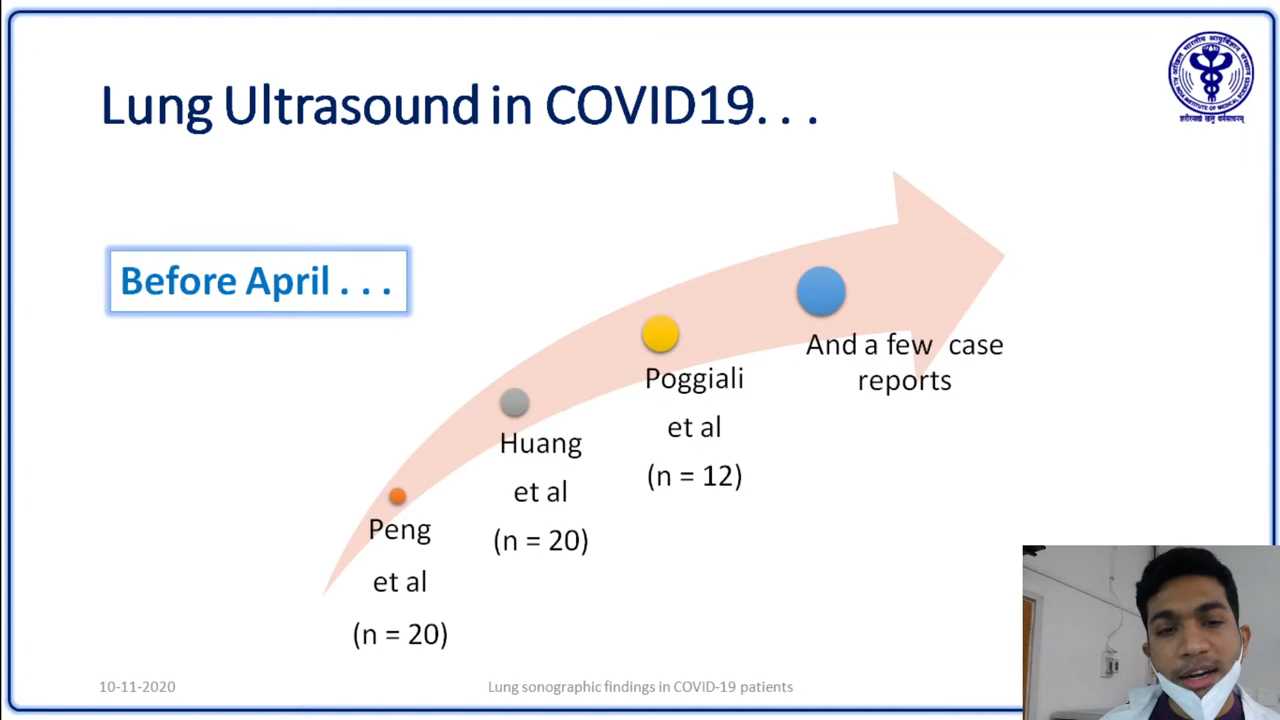 Lung Ultrasound in COVID19. . .
Before April . . .
Peng
et al
(n = 20)
Huang
et al
(n = 20)
Poggiali
et al
(n = 12)
And a few case
reports
10-11-2020
Lung sonographic findings in COVID-19 patients